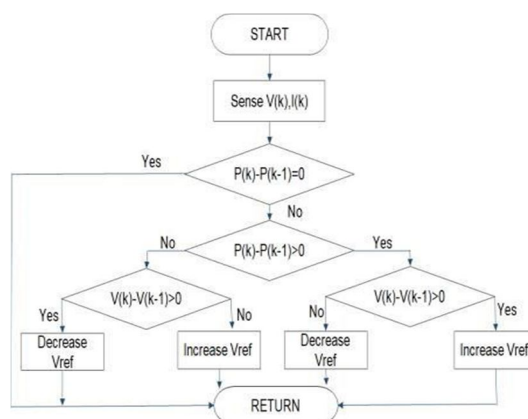 START
Sense V(k),I(k)
Yes
P(k)-P(k-1)=0
No
No
P(k)-P(k-1)>0
Yes
V(k)-V(k-1)>0
V(k)-V(k-1)>0
Yes
No
No
Yes
Decrease
Vref
Increase Vref
Decrease
Vref
Increase Vref
RETURN